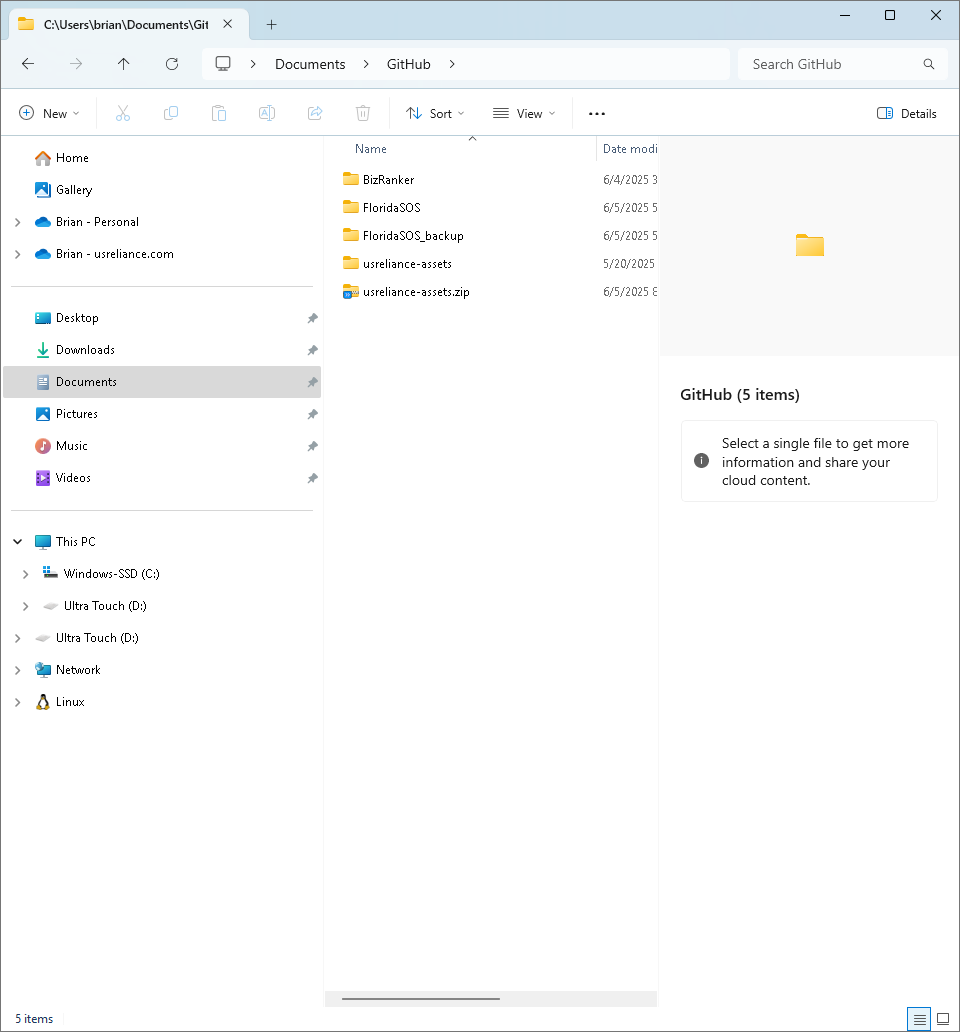 C:\Users\brian\Documents\Git
Documents
GitHub
Search GitHub
New
Sort
View
Details
Home
Gallery
Brian - Personal
Brian - usreliance.com
Desktop
Downloads
Documents
Pictures
Music
Videos
This PC
Windows-SSD (C:)
Ultra Touch (D:)
Ultra Touch (D:)
Network
Linux
Name Date modi
BizRanker 6/4/2025 3
FloridaSOS 6/5/2025 5
FloridaSOS_backup 6/5/2025 5
usreliance-assets 5/20/2025
usreliance-assets.zip 6/5/2025 8
GitHub (5 items)
Select a single file to get more
information and share your
cloud content.
5 items